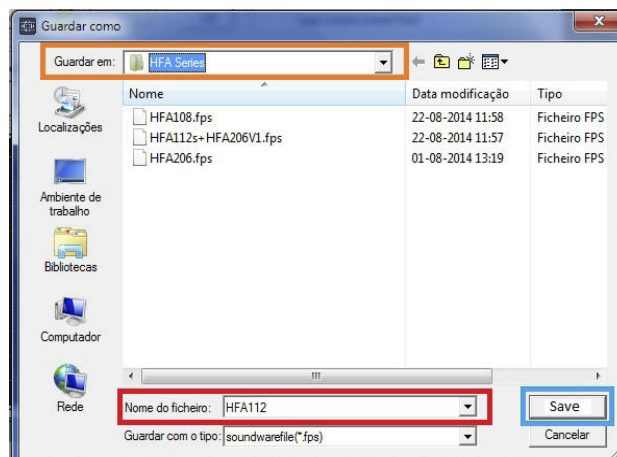 Guardar como
Guardar em: HFA Series
Nome Data modificação Tipo
HFA108.fps 22-08-2014 11:58 Ficheiro FPS
HFA112s+HFA206V1.fps 22-08-2014 11:57 Ficheiro FPS
HFA206.fps 01-08-2014 13:19 Ficheiro FPS
Localizações
Ambiente de trabalho
Bibliotecas
Computador
Rede
Nome do ficheiro: HFA112 Save
Guardar com o tipo: soundwarefile(*.fps) Cancelar